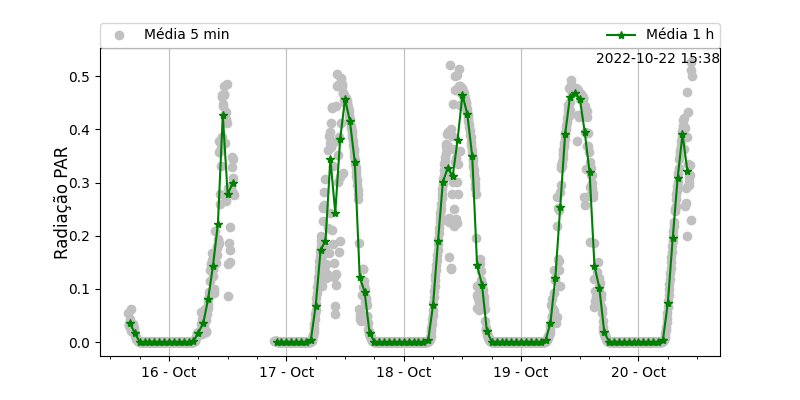 Média 5 min
Média 1 h
2022-10-22 15:38
Radiação PAR
0.5
0.4
0.3
0.2
0.1
0.0
16 - Oct
17 - Oct
18 - Oct
19 - Oct
20 - Oct